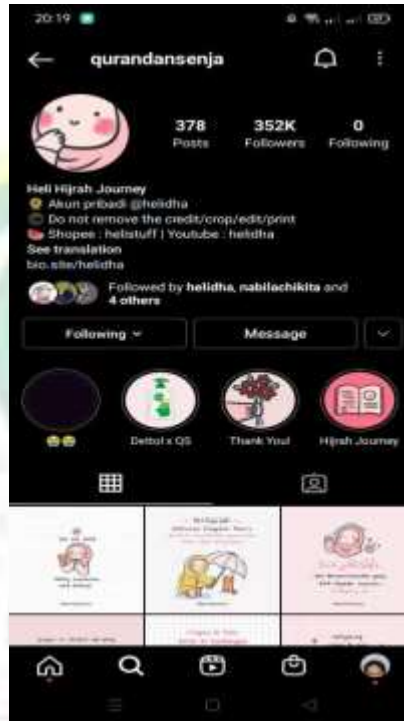 20:19
qurandansenja
378 352K 0
Posts Followers Following
Heli Hijrah Journey
Akun pribadi @helidha
Do not remove the credit/crop/edit/print
Shopee : helistuff | Youtube : helidha
See translation
bio.site/helidha
Followed by helidha, nabilachikita and
4 others
Following Message
Dettol x QS Thank You! Hijrah Journey